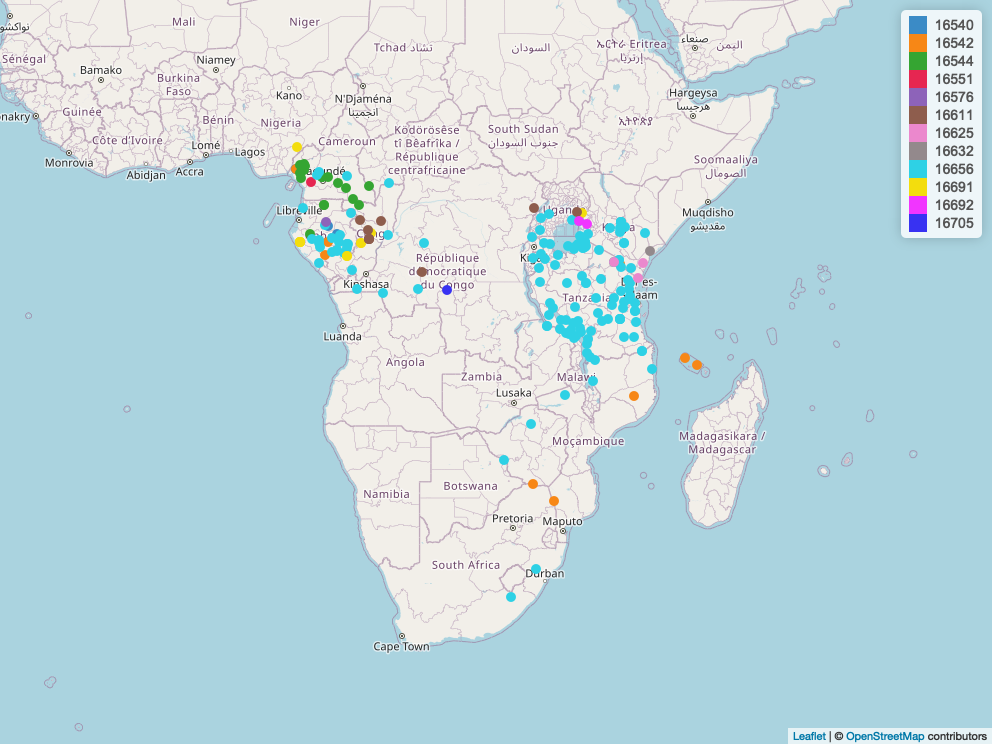 نواكشو
Mali
Niger
Tchad تشاد
السودان
ኤርትራ Eritrea
إرتريا
صنعاء
اليمن
Sénégal
Bamako
Niamey
Burkina
Faso
Kano
N'Djaména
انجمينا
Hargeysa
هرجيسا
nakry
Guinée
Bénin
Nigeria
Côte d'Ivoire
Lomé
Lagos
Monrovia
Abidjan
Accra
Cameroun
Ködörösêse
tî Bêafrîka /
République
centrafricaine
South Sudan
جنوب السودان
ኢትዮጵያ
Soomaaliya
الصومال
Libreville
Muqdisho
مقديشو
République
démocratique
du Congo
Kinshasa
Tanzania
Luanda
Angola
Zambia
Malawi
Lusaka
Moçambique
Madagasikara /
Madagascar
Namibia
Botswana
Pretoria
Maputo
South Africa
Durban
Cape Town
16540
16542
16544
16551
16576
16611
16625
16632
16656
16691
16692
16705
Leaflet | © OpenStreetMap contributors